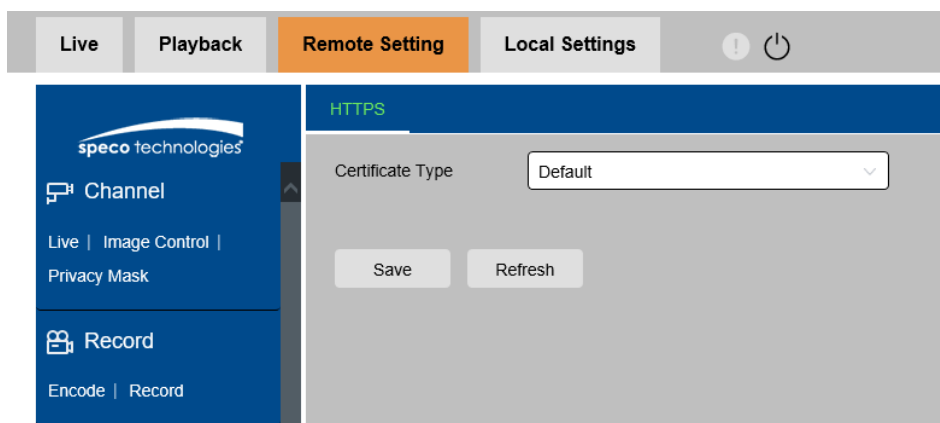 Live Playback Remote Setting Local Settings
speco technologies
Channel
Live | Image Control |
Privacy Mask
Record
Encode | Record
HTTPS
Certificate Type Default
Save Refresh